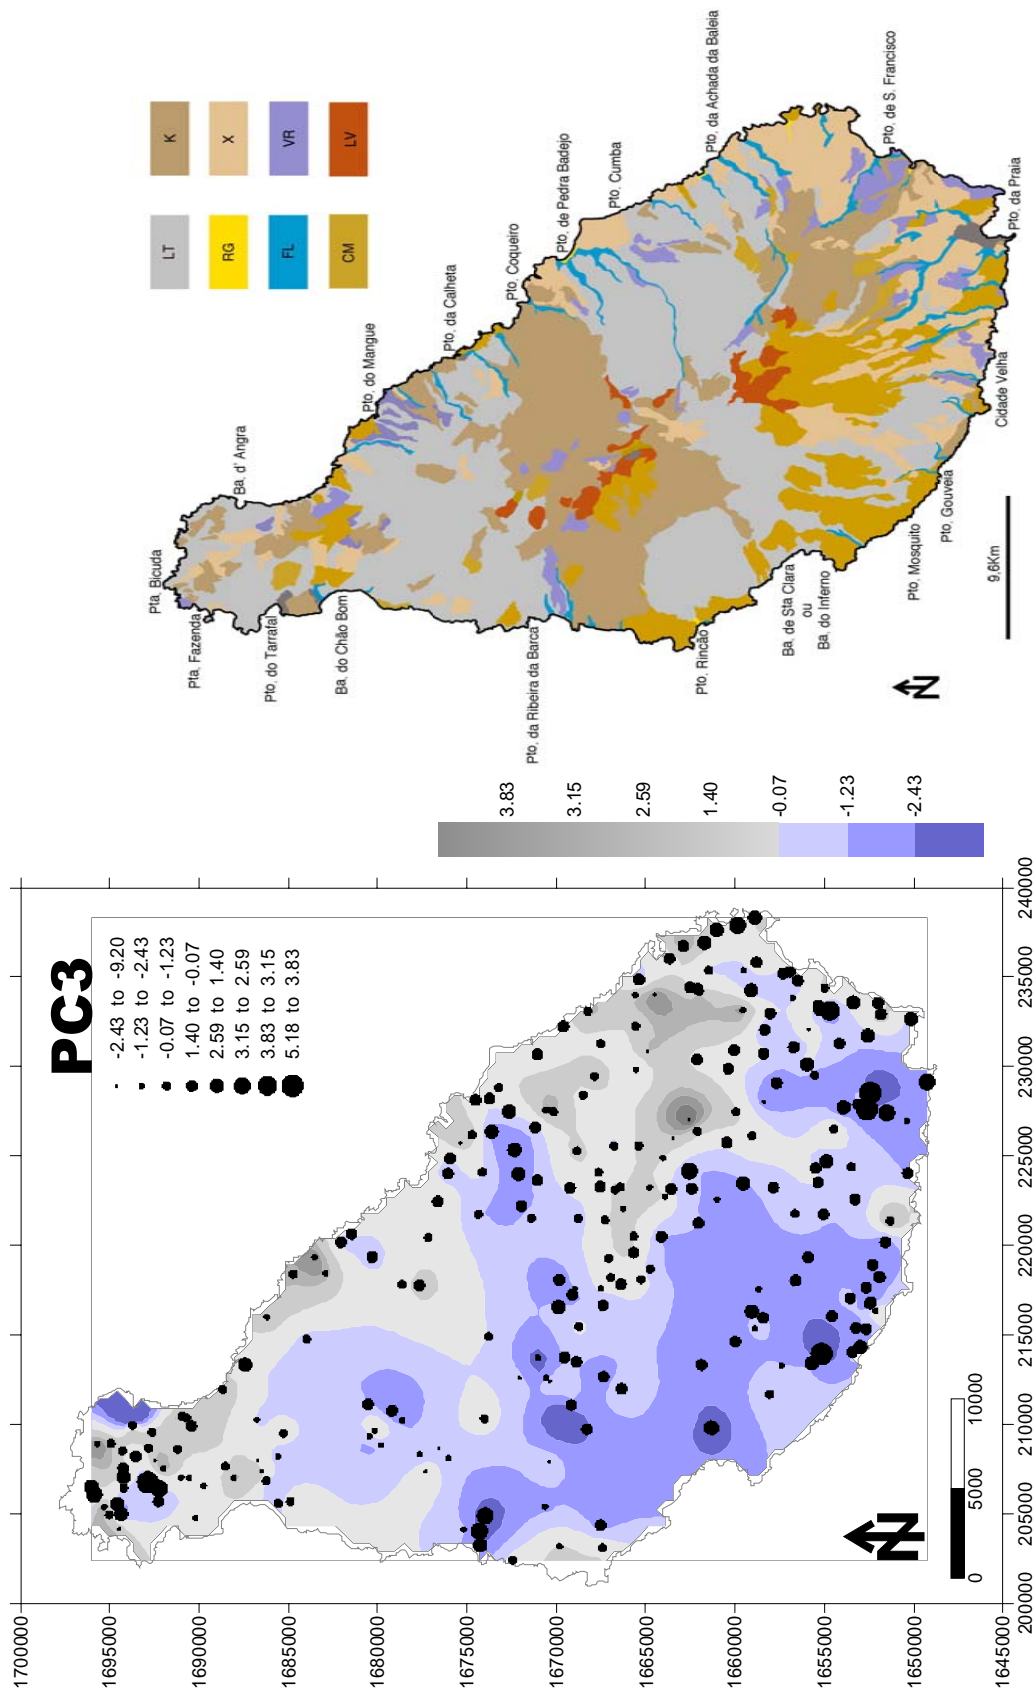 K
X
VR
LV
LT
RG
FL
CM
Pta, Bicuda
Pta, Fazenda
Ba, d' Angra
Pto, do Tarrafal
Ba, do Chão Bom
Pto, do Mangue
Pto, da Calheta
Pto, Coqueiro
Pto, de Pedra Badejo
Pto, Cumba
Pto, da Achada da Baleia
Pto, de S. Francisco
Pto, da Praia
Cidade Velha
Pto, Gouveia
Pto, Mosquito
Ba, de Sta Clara
ou
Ba, do Inferno
Pto, Rincão
Pto, da Ribeira da Barca
9,6Km
N
PC3
-2.43 to -9.20
-1.23 to -2.43
-0.07 to -1.23
1.40 to -0.07
2.59 to 1.40
3.15 to 2.59
3.83 to 3.15
5.18 to 3.83
3.83
3.15
2.59
1.40
-0.07
-1.23
-2.43
1700000
1695000
1690000
1685000
1680000
1675000
1670000
1665000
1660000
1655000
1650000
1645000
200000
205000
210000
215000
220000
225000
230000
235000
240000
N
0
5000
10000